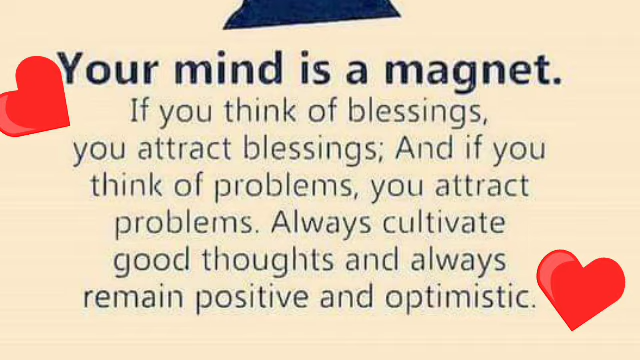 Your mind is a magnet.
If you think of blessings,
you attract blessings; And if you
think of problems, you attract
problems. Always cultivate
good thoughts and always
remain positive and optimistic.